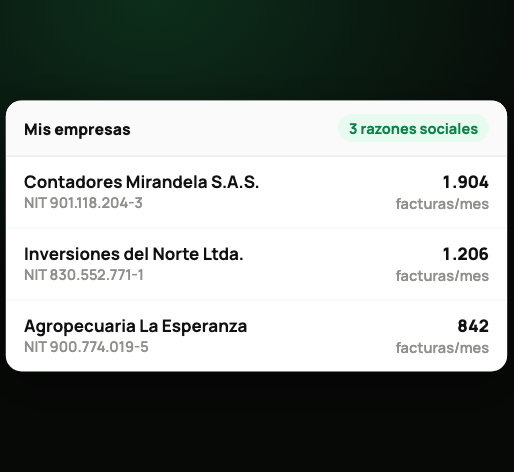 Mis empresas
3 razones sociales
Contadores Mirandela S.A.S.
1.904
NIT 901.118.204-3
facturas/mes
Inversiones del Norte Ltda.
1.206
NIT 830.552.771-1
facturas/mes
Agropecuaria La Esperanza
842
NIT 900.774.019-5
facturas/mes